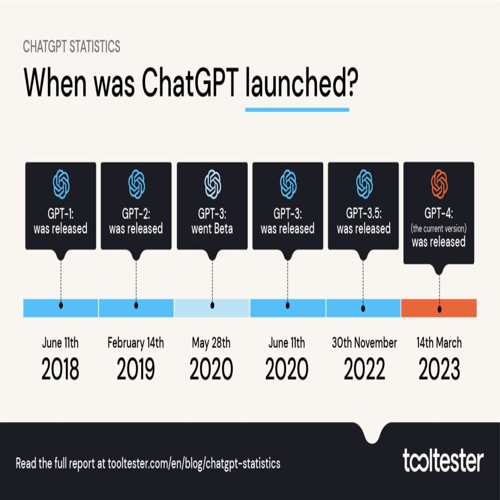 CHATGPT STATISTICS
When was ChatGPT launched?
GPT-1:
was released
GPT-2:
was released
GPT-3:
went Beta
GPT-3:
was released
GPT-3.5:
was released
GPT-4:
(the current version)
was released
June 11th
2018
February 14th
2019
May 28th
2020
June 11th
2020
30th November
2022
14th March
2023
Read the full report at tooltester.com/en/blog/chatgpt-statistics
tooltester